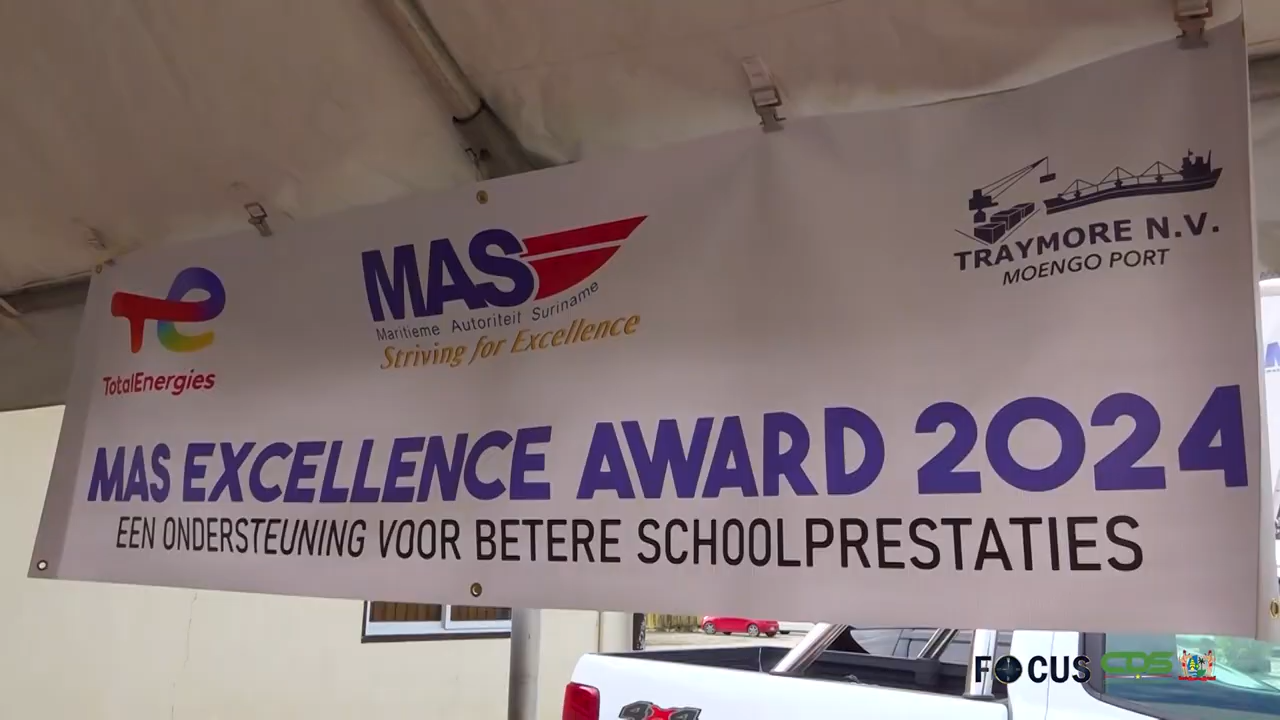 TotalEnergies
MAS
Maritieme Autoriteit Suriname
Striving for Excellence
TRAYMORE N.V.
MOENGO PORT
MAS EXCELLENCE AWARD 2024
EEN ONDERSTEUNING VOOR BETERE SCHOOLPRESTATIES
4x4
FOCUS CDS